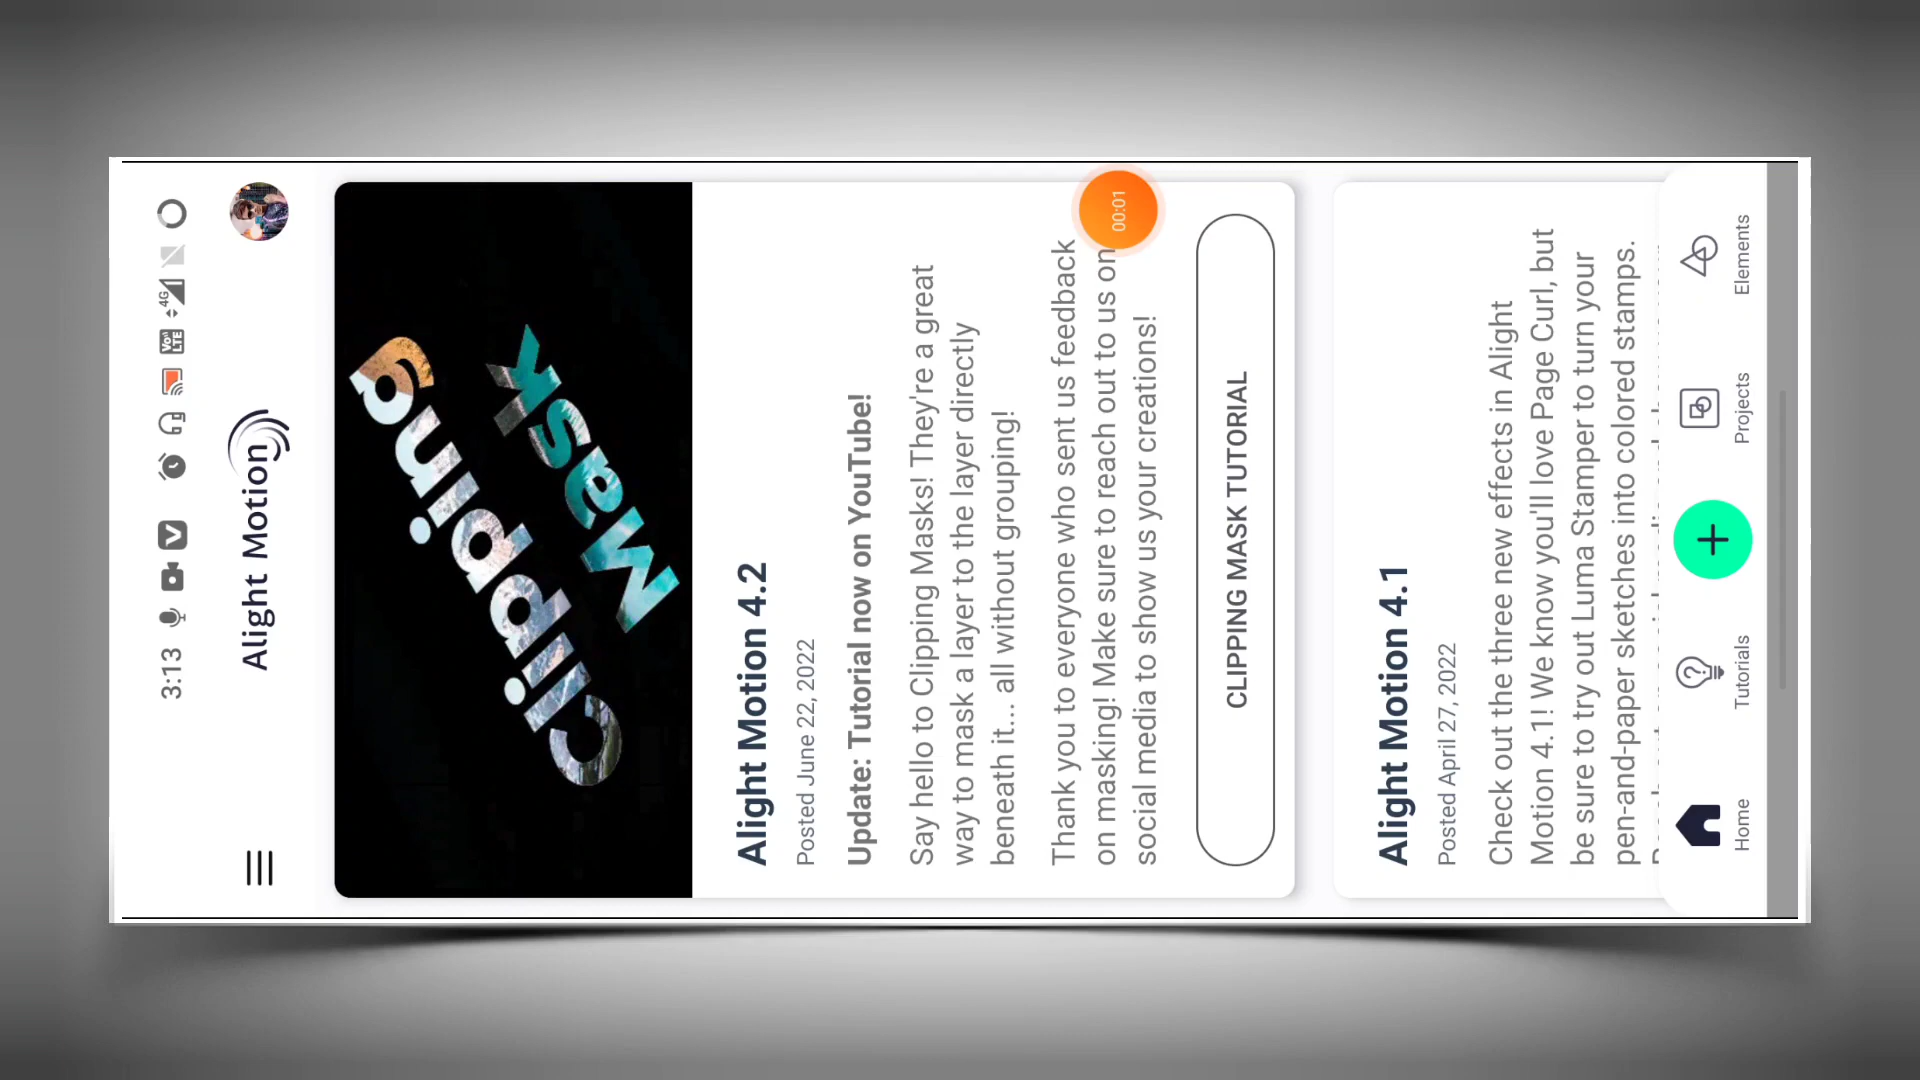 3:13
4G
Vo))
LTE
Alight Motion
Clipping
Mask
Alight Motion 4.2
Posted June 22, 2022
Update: Tutorial now on YouTube!
Say hello to Clipping Masks! They're a great
way to mask a layer to the layer directly
beneath it... all without grouping!
Thank you to everyone who sent us feedback
on masking! Make sure to reach out to us on
social media to show us your creations!
00:01
CLIPPING MASK TUTORIAL
Alight Motion 4.1
Posted April 27, 2022
Check out the three new effects in Alight
Motion 4.1! We know you'll love Page Curl, but
be sure to try out Luma Stamper to turn your
pen-and-paper sketches into colored stamps.
Home
Tutorials
Projects
Elements